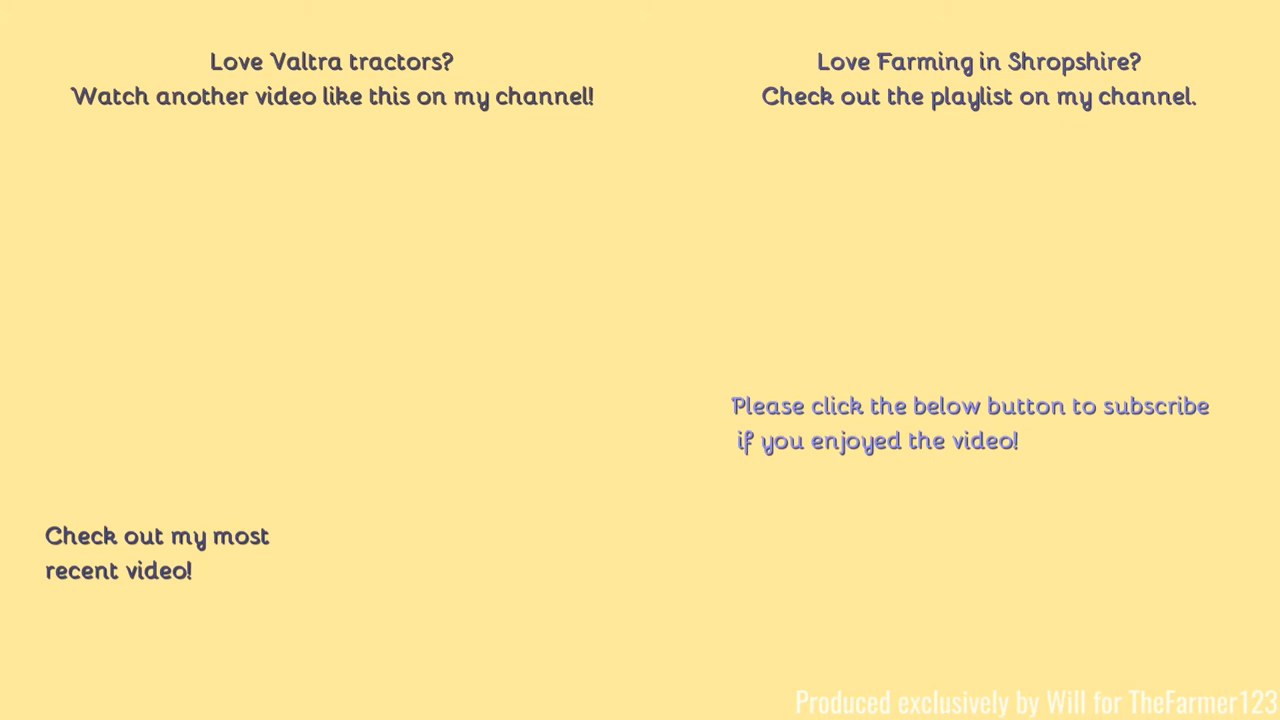 Love Valtra tractors?
Watch another video like this on my channel!
Love Farming in Shropshire?
Check out the playlist on my channel.
Please click the below button to subscribe
if you enjoyed the video!
Check out my most
recent video!
Produced exclusively by Will for TheFarmer123